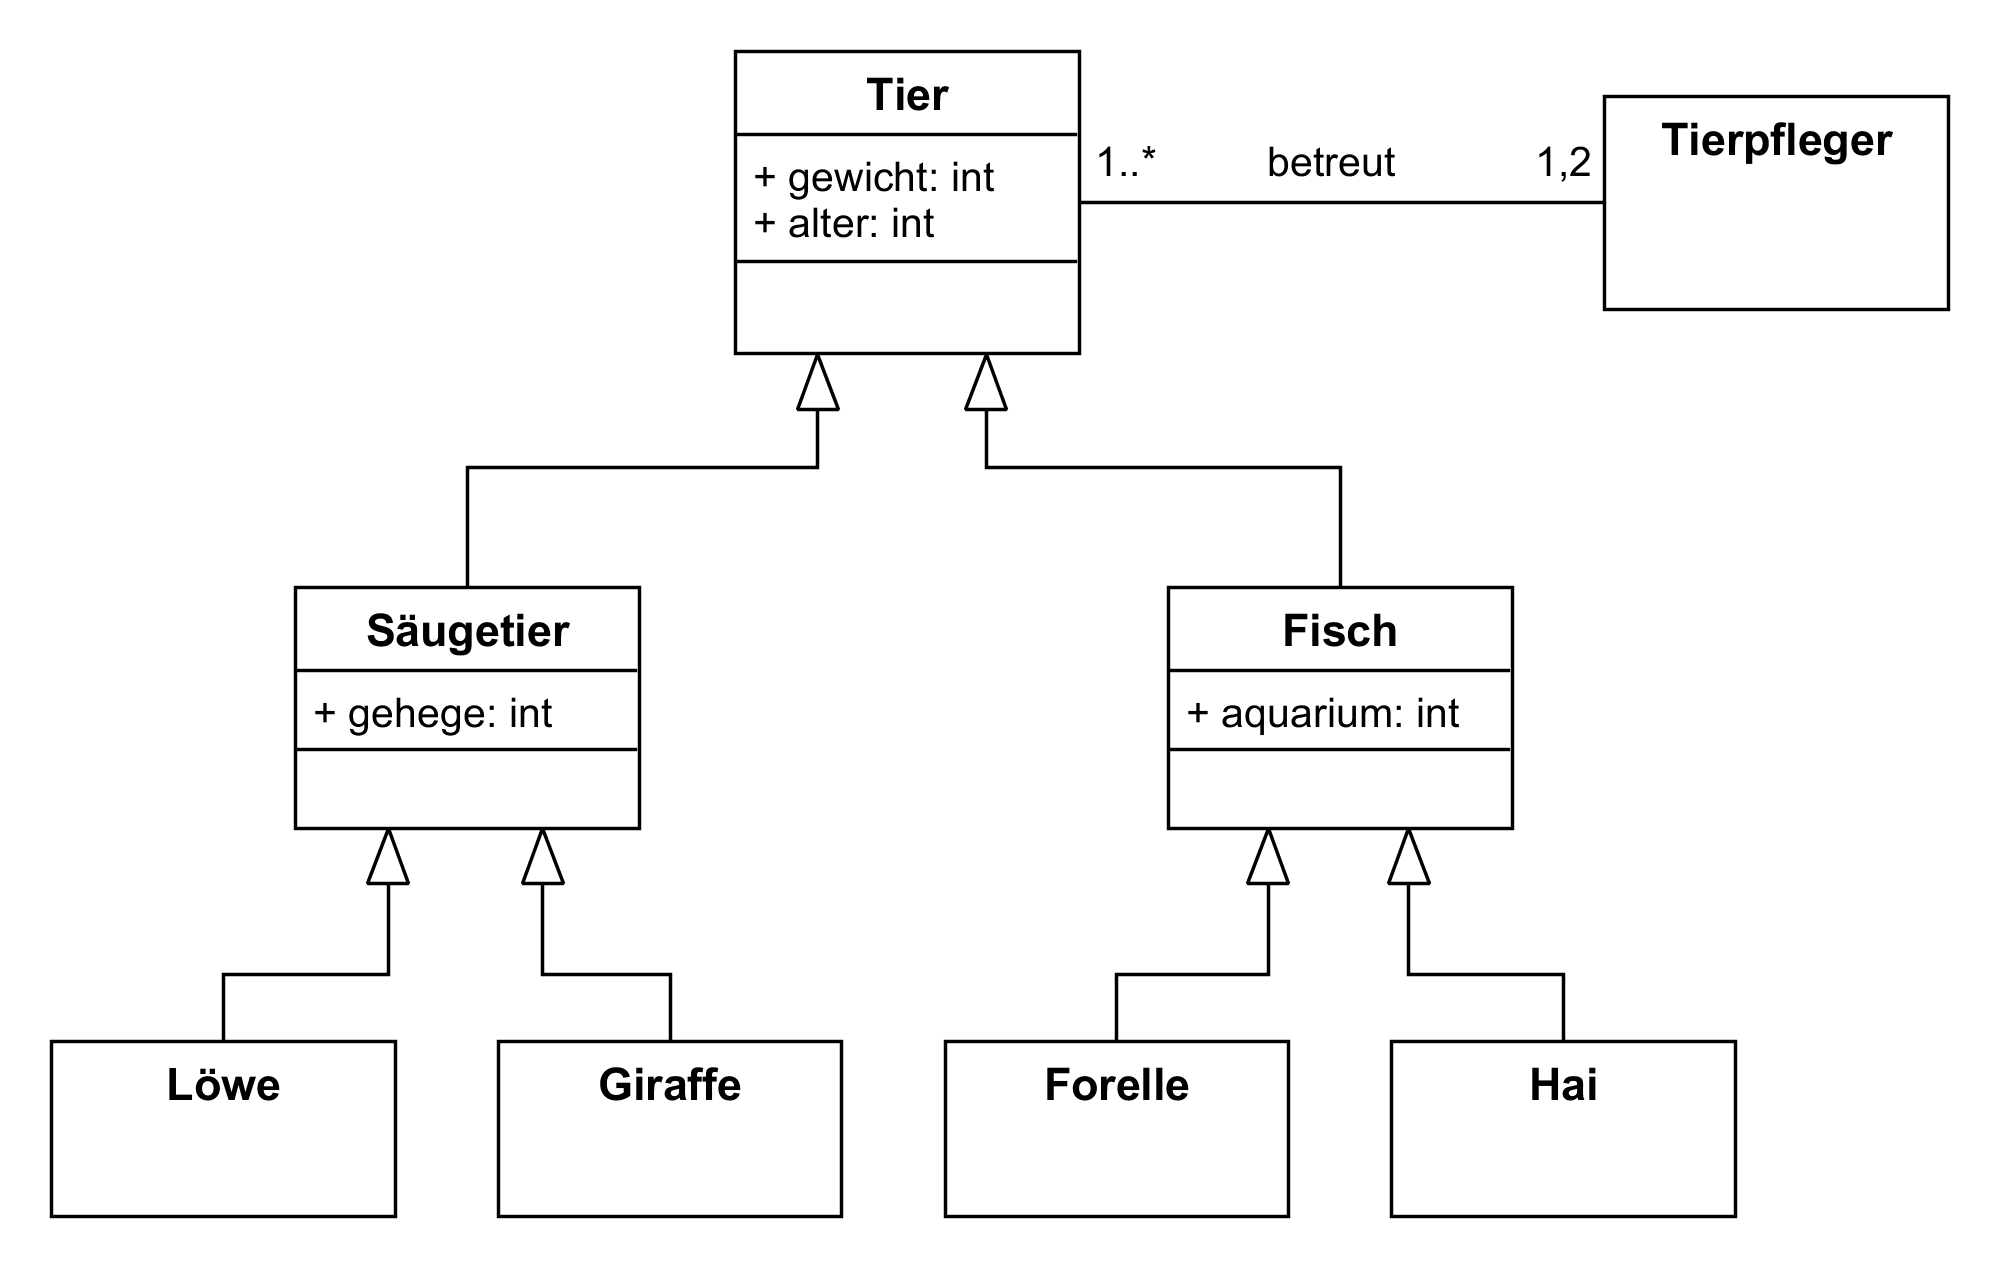 Tier
+ gewicht: int
+ alter: int
1..*
betreut
1,2
Tierpfleger
Säugetier
+ gehege: int
Fisch
+ aquarium: int
Löwe
Giraffe
Forelle
Hai